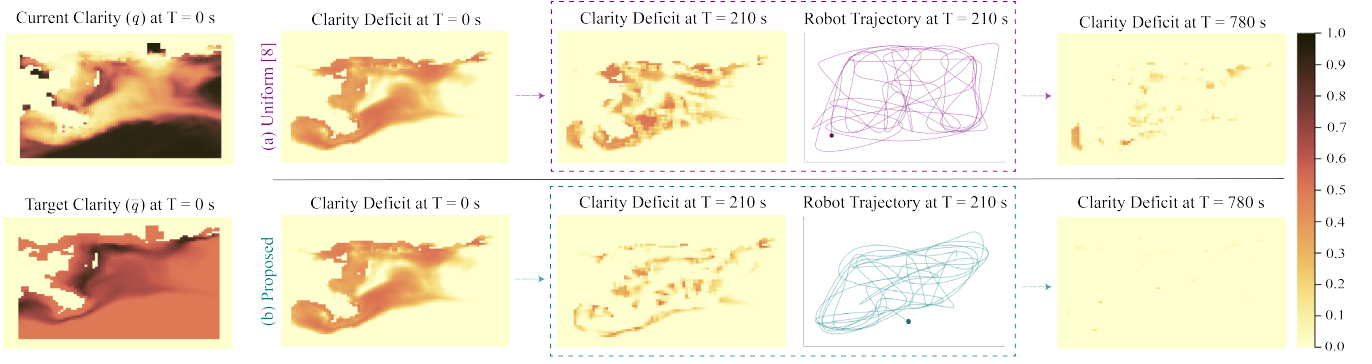 Current Clarity (q) at T = 0 s
(a) Uniform [8]
Clarity Deficit at T = 0 s
Clarity Deficit at T = 210 s
Robot Trajectory at T = 210 s
Clarity Deficit at T = 780 s
Target Clarity (q̅) at T = 0 s
(b) Proposed
Clarity Deficit at T = 0 s
Clarity Deficit at T = 210 s
Robot Trajectory at T = 210 s
Clarity Deficit at T = 780 s
1.0
0.9
0.8
0.7
0.6
0.5
0.4
0.3
0.2
0.1
0.0